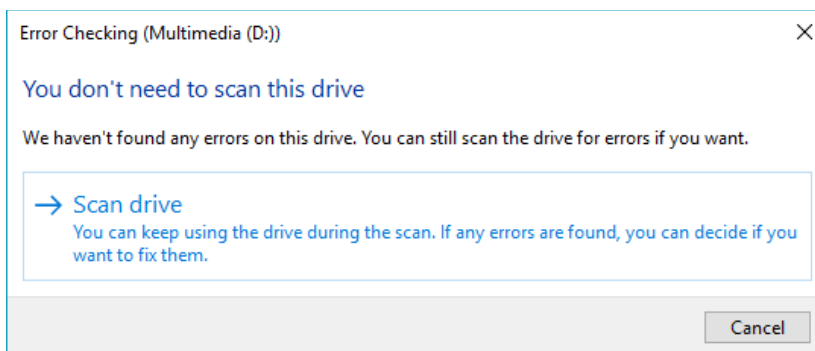 Error Checking (Multimedia (D:))
You don't need to scan this drive
We haven't found any errors on this drive. You can still scan the drive for errors if you want.
Scan drive
You can keep using the drive during the scan. If any errors are found, you can decide if you
want to fix them.
Cancel